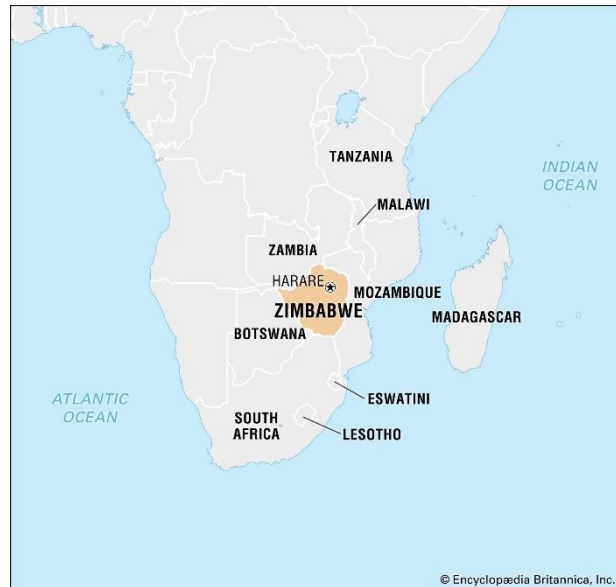 TANZANIA
INDIAN
OCEAN
MALAWI
ZAMBIA
HARARE
MOZAMBIQUE
ZIMBABWE
MADAGASCAR
BOTSWANA
ATLANTIC
OCEAN
ESWATINI
SOUTH
AFRICA
LESOTHO
© Encyclopædia Britannica, Inc.